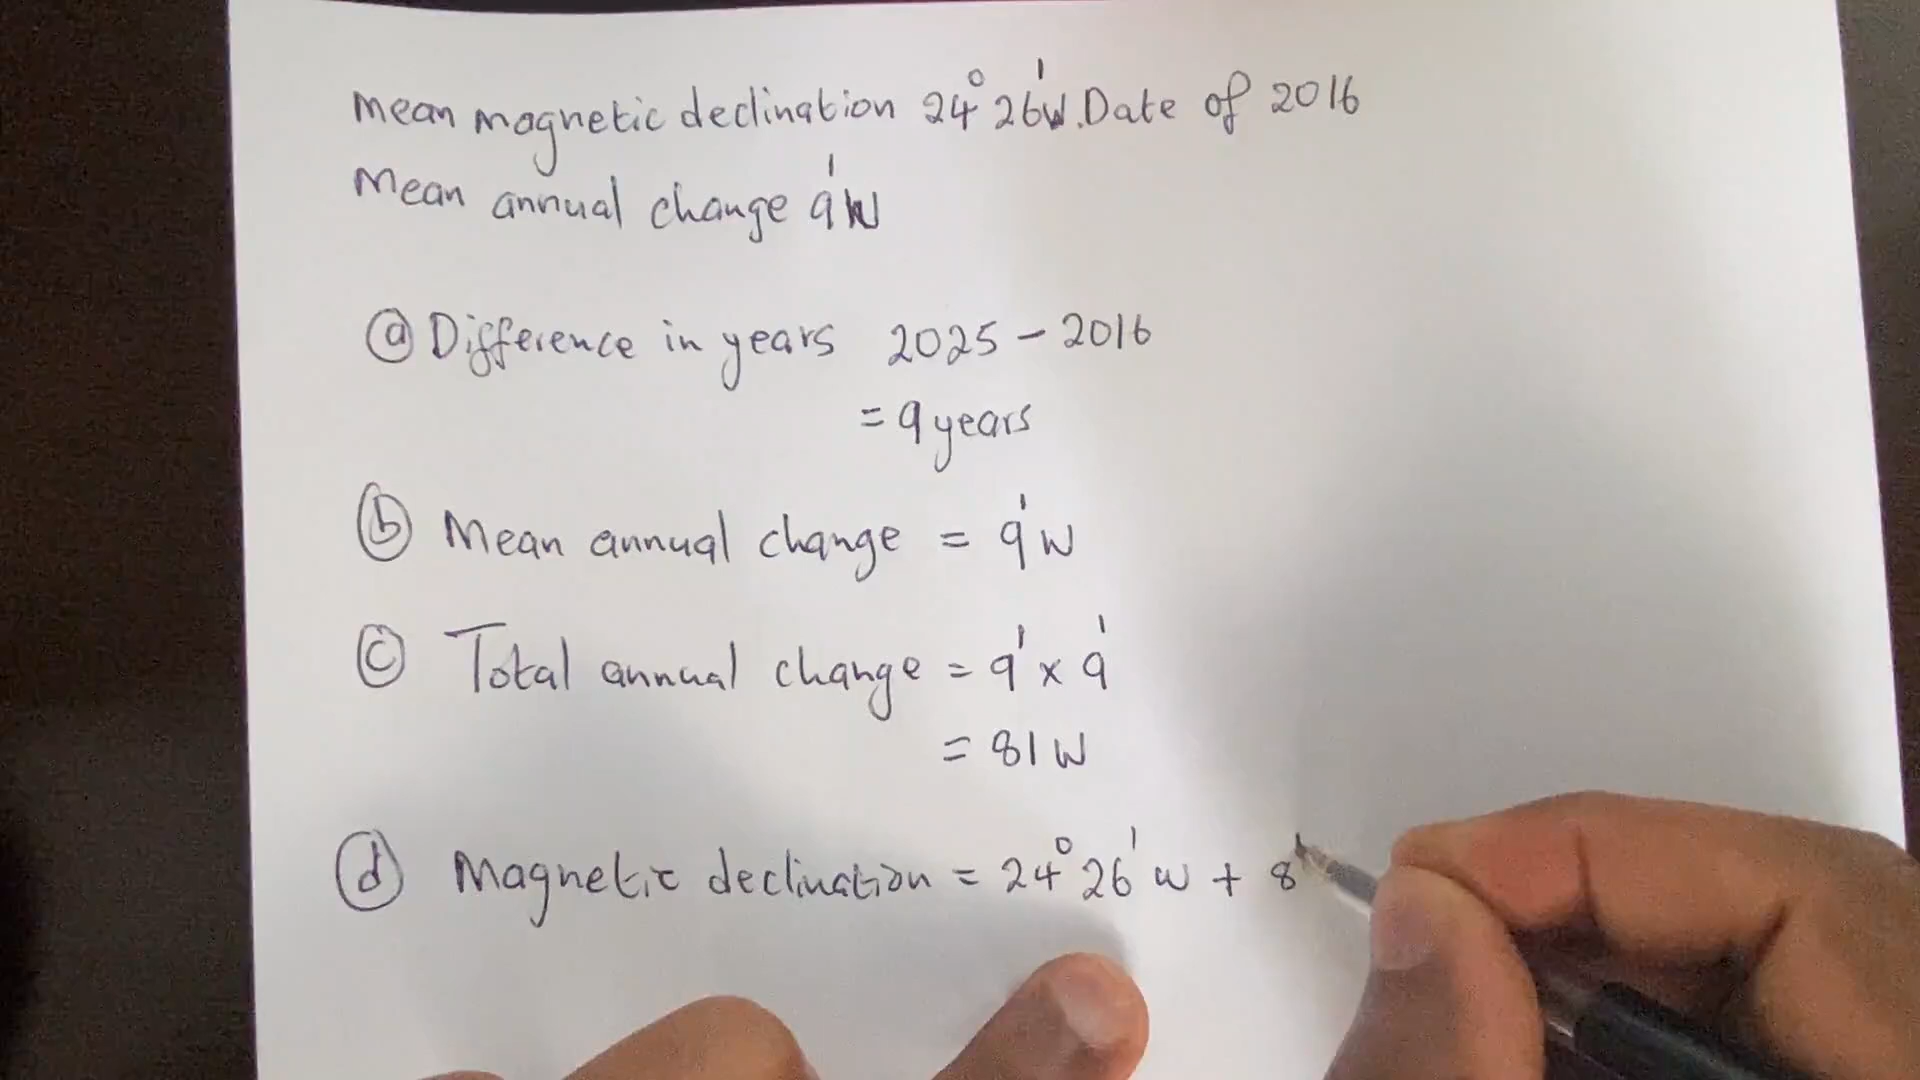 Mean magnetic declination 24° 26'W. Date of 2016
Mean annual change 9'W
(a) Difference in years 2025 - 2016
= 9 years
(b) Mean annual change = 9'W
(c) Total annual change = 9' x 9'
= 81 W
(d) Magnetic declination = 24° 26' W + 8